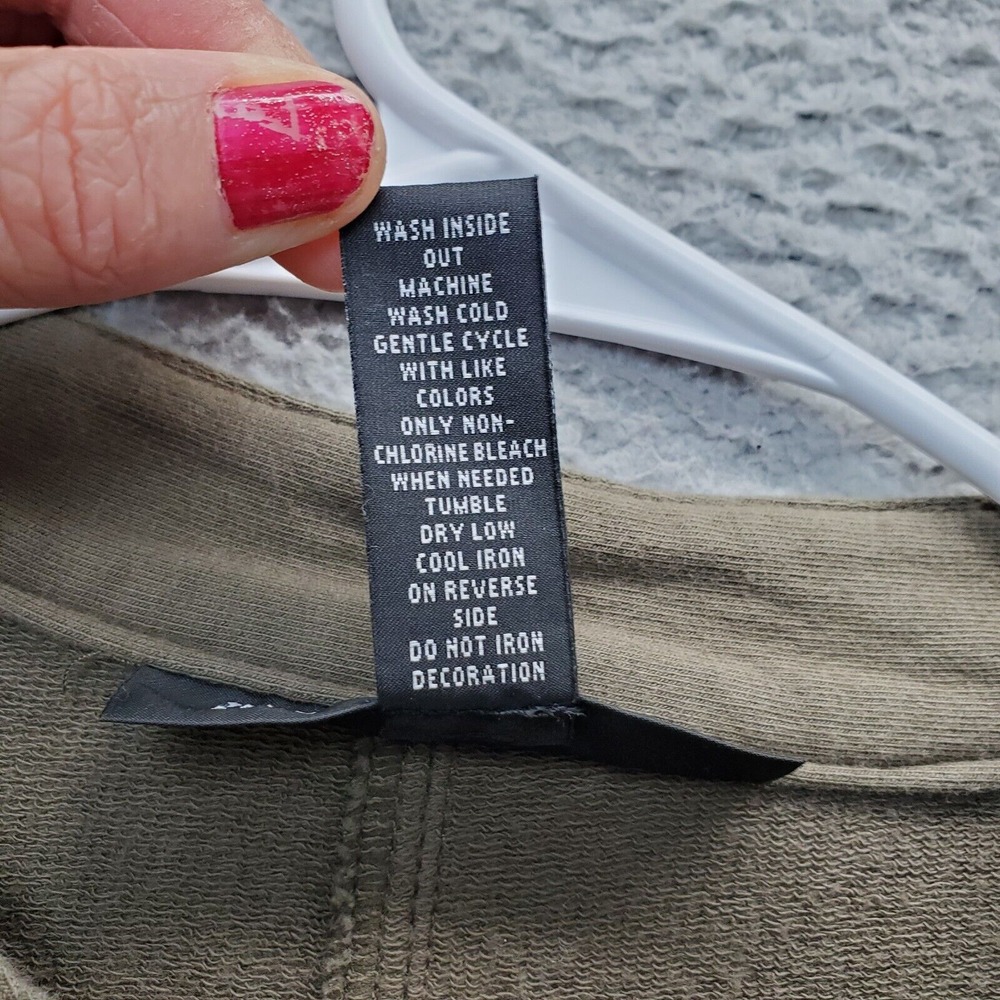 WASH INSIDE
OUT
MACHINE
WASH COLD
GENTLE CYCLE
WITH LIKE
COLORS
ONLY NON-
CHLORINE BLEACH
WHEN NEEDED
TUMBLE
DRY LOW
COOL IRON
ON REVERSE
SIDE
DO NOT IRON
DECORATION